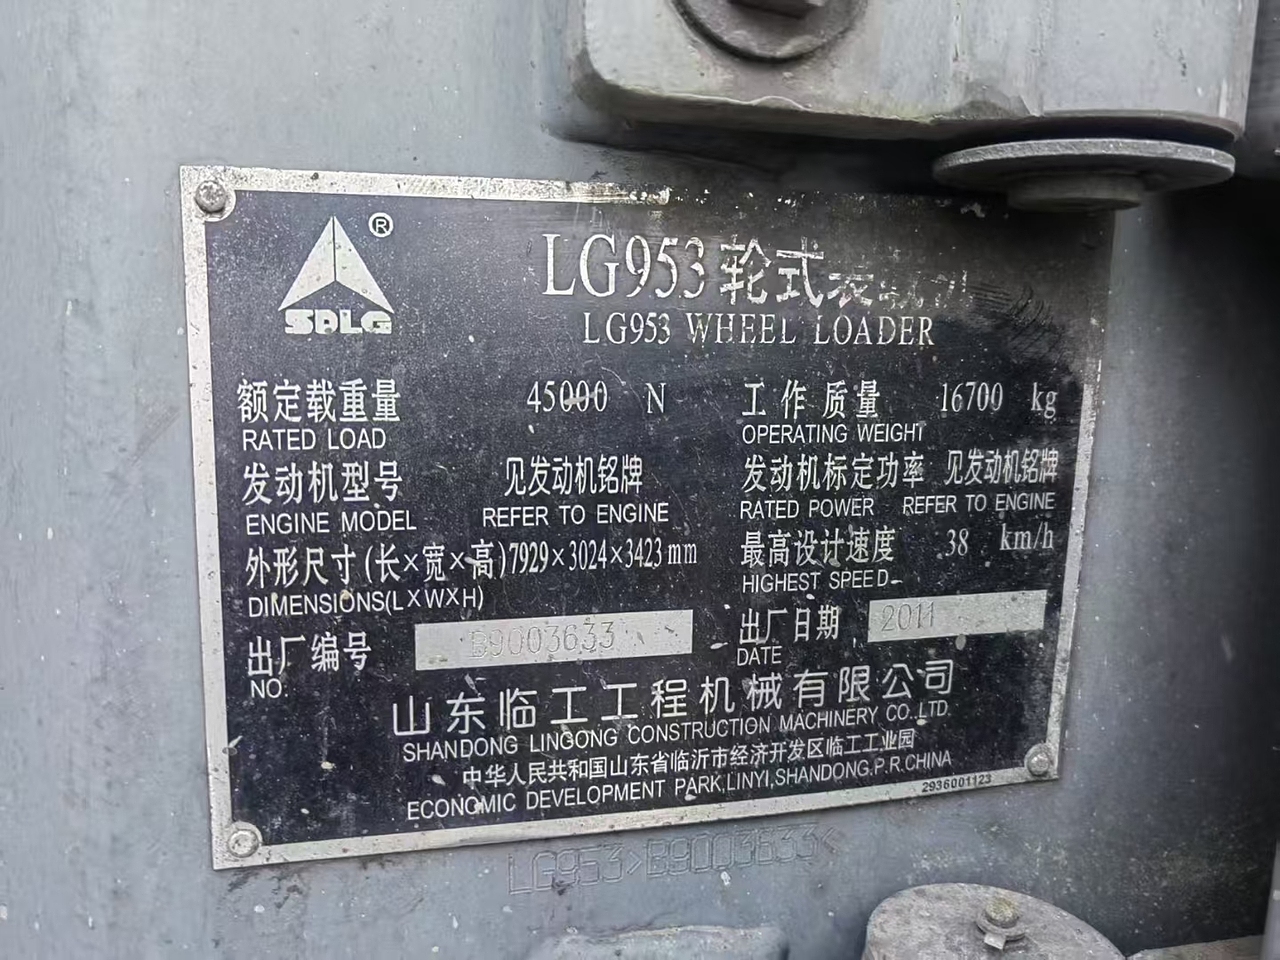 ®
SDLG
LG953 轮式装载机
LG953 WHEEL LOADER
额定载重量 45000 N
RATED LOAD
工作质量 16700 kg
OPERATING WEIGHT
发动机型号 见发动机铭牌
ENGINE MODEL REFER TO ENGINE
发动机标定功率 见发动机铭牌
RATED POWER REFER TO ENGINE
外形尺寸(长×宽×高)7929×3024×3423mm
DIMENSIONS(L×W×H)
最高设计速度 38 km/h
HIGHEST SPEED
出厂编号 B9003633
NO.
出厂日期 2011
DATE
山东临工工程机械有限公司
SHANDONG LINGONG CONSTRUCTION MACHINERY CO.LTD.
中华人民共和国山东省临沂市经济开发区临工工业园
ECONOMIC DEVELOPMENT PARK,LINYI,SHANDONG.P.R.CHINA
2936001123
LG953>B9003633<